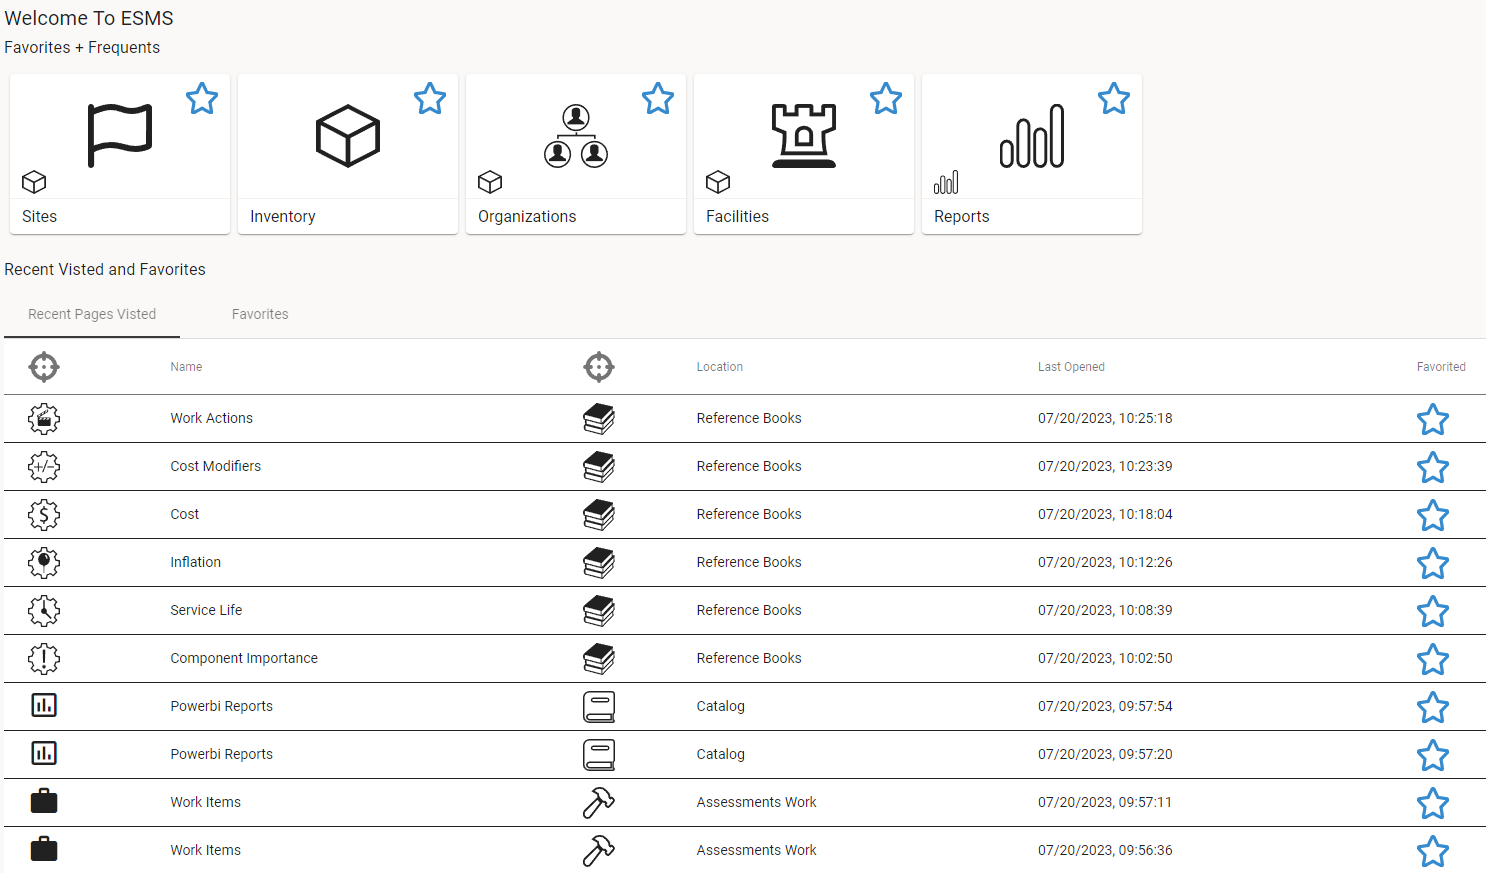 Welcome To ESMS
Favorites + Frequents
Sites Inventory Organizations Facilities Reports
Recent Visted and Favorites
Recent Pages Visted Favorites
Name Location Last Opened Favorited
Work Actions Reference Books 07/20/2023, 10:25:18
+/- Cost Modifiers Reference Books 07/20/2023, 10:23:39
$ Cost Reference Books 07/20/2023, 10:18:04
Inflation Reference Books 07/20/2023, 10:12:26
Service Life Reference Books 07/20/2023, 10:08:39
! Component Importance Reference Books 07/20/2023, 10:02:50
Powerbi Reports Catalog 07/20/2023, 09:57:54
Powerbi Reports Catalog 07/20/2023, 09:57:20
Work Items Assessments Work 07/20/2023, 09:57:11
Work Items Assessments Work 07/20/2023, 09:56:36